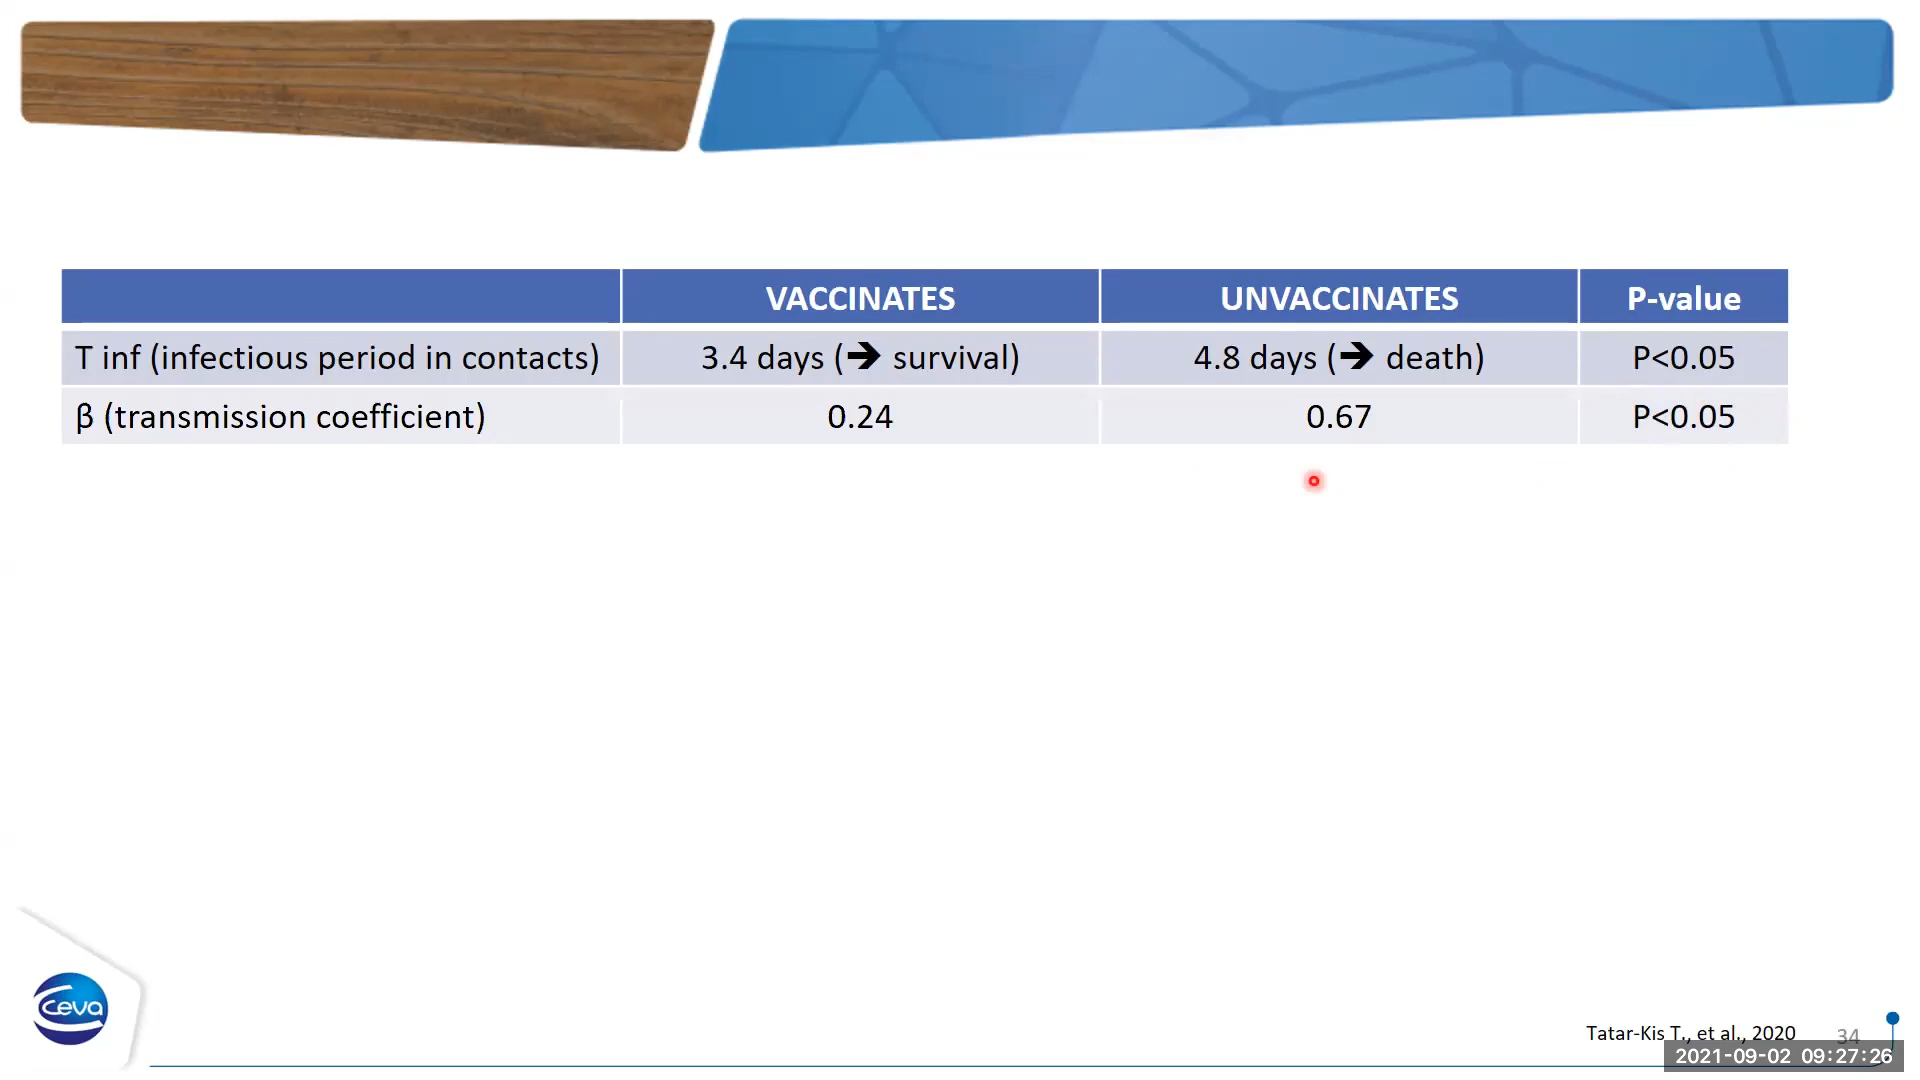 VACCINATES UNVACCINATES P-value
T inf (infectious period in contacts) 3.4 days (🡺 survival) 4.8 days (🡺 death) P<0.05
β (transmission coefficient) 0.24 0.67 P<0.05
ceva
Tatar-Kis T., et al., 2020 34
2021-09-02 09:27:26